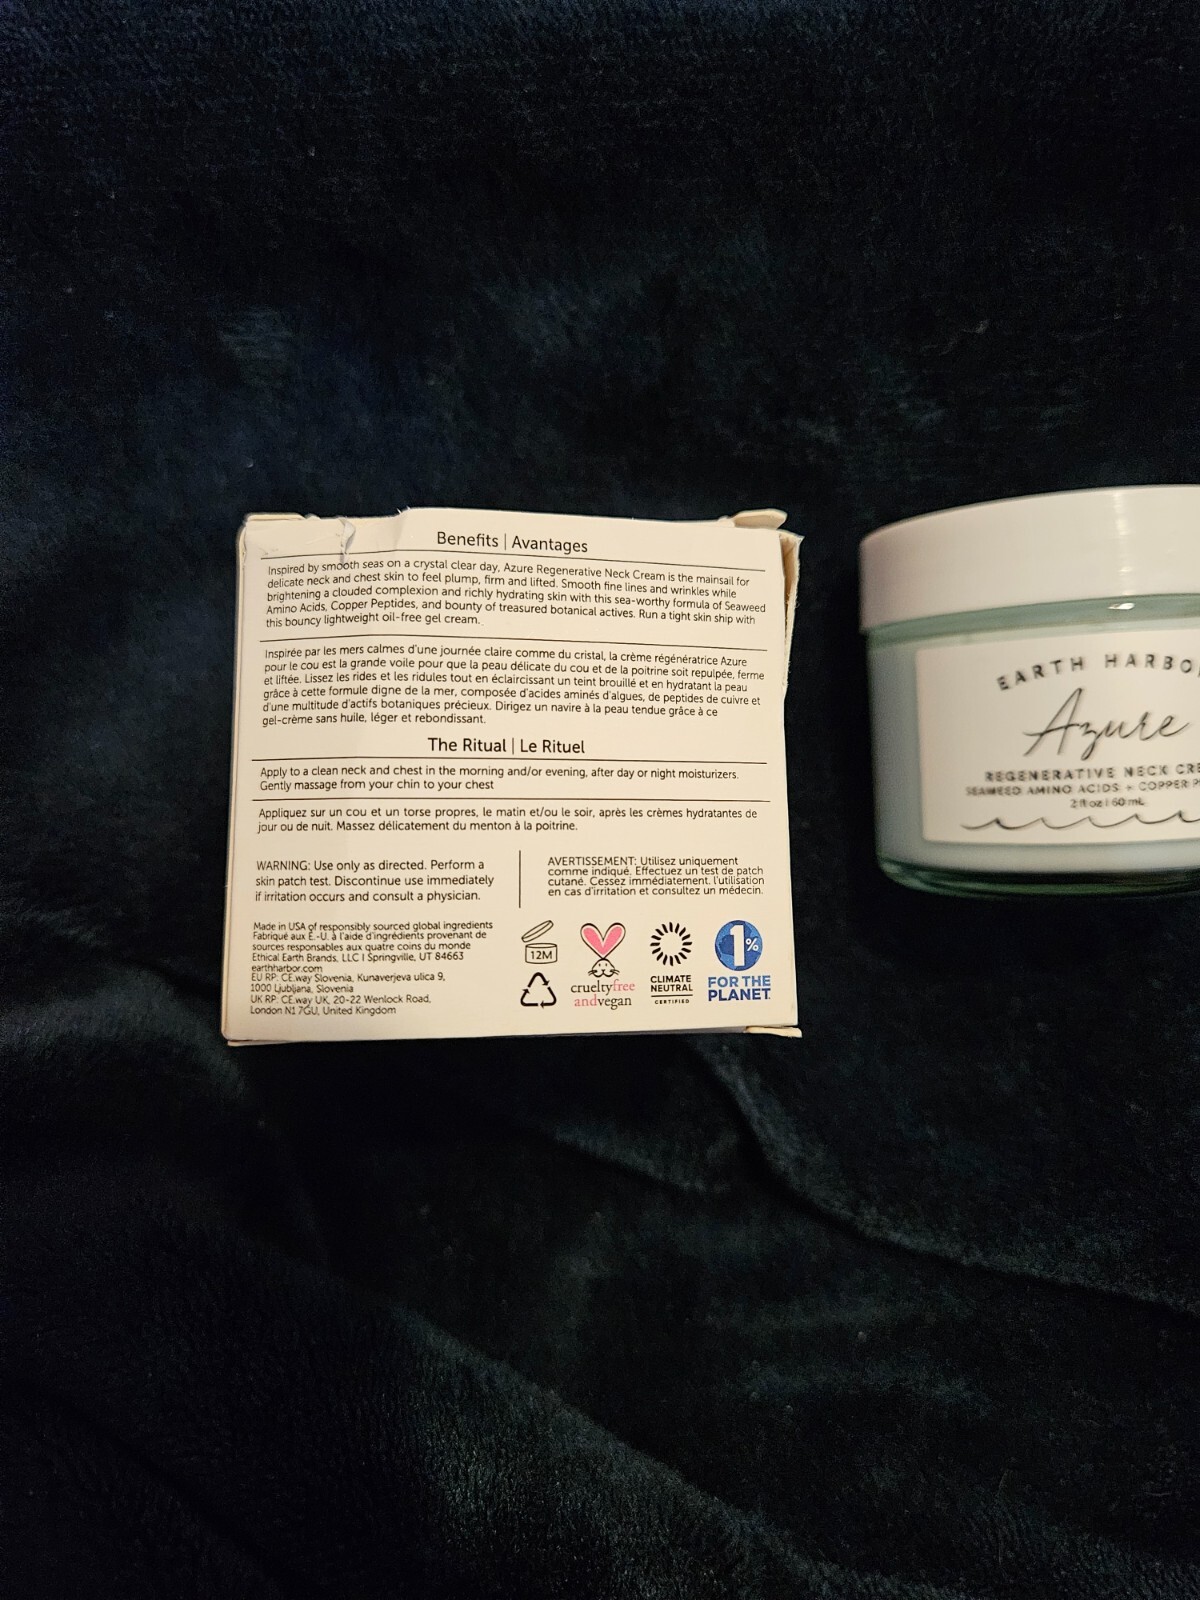 Benefits | Avantages
Inspired by smooth seas on a crystal clear day, Azure Regenerative Neck Cream is the mainsail for
delicate neck and chest skin to feel plump, firm and lifted. Smooth fine lines and wrinkles while
brightening a clouded complexion and richly hydrating skin with this sea-worthy formula of Seaweed
Amino Acids, Copper Peptides, and bounty of treasured botanical actives. Run a tight skin ship with
this bouncy lightweight oil-free gel cream.
Inspirée par les mers calmes d'une journée claire comme du cristal, la crème régénératrice Azure
pour le cou est la grande voile pour que la peau délicate du cou et de la poitrine soit repulpée, ferme
et liftée. Lissez les rides et les ridules tout en éclaircissant un teint brouillé et en hydratant la peau
grâce à cette formule digne de la mer, composée d'acides aminés d'algues, de peptides de cuivre et
d'une multitude d'actifs botaniques précieux. Dirigez un navire à la peau tendue grâce à ce
gel-crème sans huile, léger et rebondissant.
The Ritual | Le Rituel
Apply to a clean neck and chest in the morning and/or evening, after day or night moisturizers.
Gently massage from your chin to your chest
Appliquez sur un cou et un torse propres, le matin et/ou le soir, après les crèmes hydratantes de
jour ou de nuit. Massez délicatement du menton à la poitrine.
WARNING: Use only as directed. Perform a
skin patch test. Discontinue use immediately
if irritation occurs and consult a physician.
AVERTISSEMENT: Utilisez uniquement
comme indiqué. Effectuez un test de patch
cutané. Cessez immédiatement. l'utilisation
en cas d'irritation et consultez un médecin.
Made in USA of responsibly sourced global ingredients
Fabriqué aux É.-U. à l'aide d'ingrédients provenant de
sources responsables aux quatre coins du monde
Ethical Earth Brands, LLC I Springville, UT 84663
earthharbor.com
EU RP: CE.way Slovenia, Kunaverjeva ulica 9,
1000 Ljubljana, Slovenia
UK RP: CE.way UK, 20-22 Wenlock Road,
London N1 7GU, United Kingdom
12M
crueltyfree
andvegan
CLIMATE
NEUTRAL
CERTIFIED
1%
FOR THE
PLANET
EARTH HARBO
Azure
REGENERATIVE NECK CRE
SEAWEED AMINO ACIDS + COPPER P
2 fl oz | 60 mL